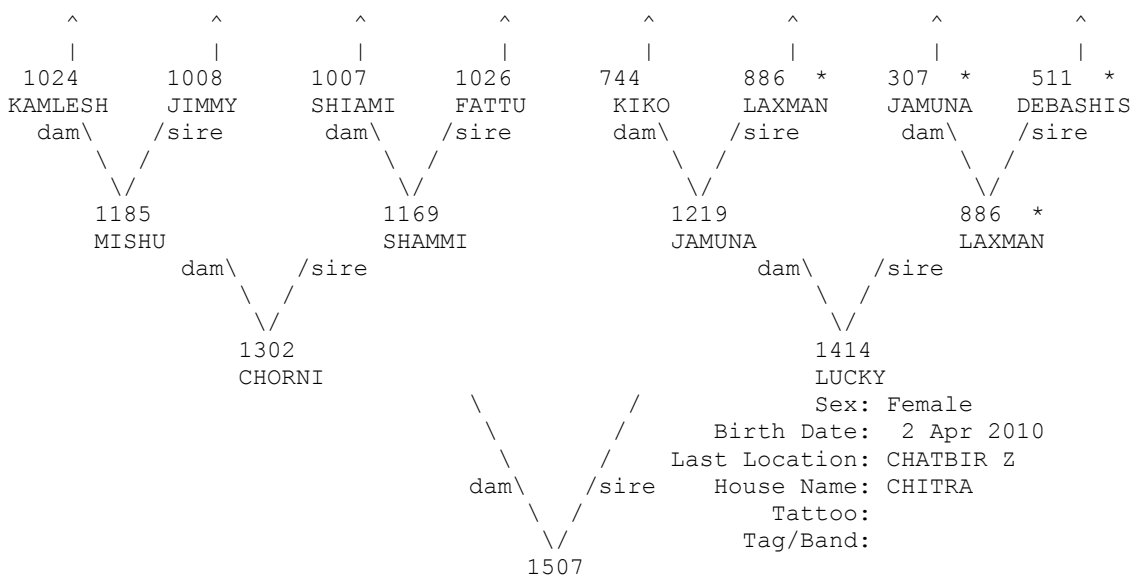 ^ ^ ^ ^ ^ ^ ^ ^
| | | | | | | |
1024 1008 1007 1026 744 886 * 307 * 511 *
KAMLESH JIMMY SHIAMI FATTU KIKO LAXMAN JAMUNA DEBASHIS
dam\ /sire dam\ /sire dam\ /sire dam\ /sire
\ / \ / \ / \ /
\/ \/ \/ \/
1185 1169 1219 886 *
MISHU SHAMMI JAMUNA LAXMAN
dam\ /sire dam\ /sire
\ / \ /
\/ \/
1302 1414
CHORNI LUCKY
\ / Sex: Female
\ / Birth Date: 2 Apr 2010
\ / Last Location: CHATBIR Z
dam\ /sire House Name: CHITRA
\ / Tattoo:
\/ Tag/Band:
1507